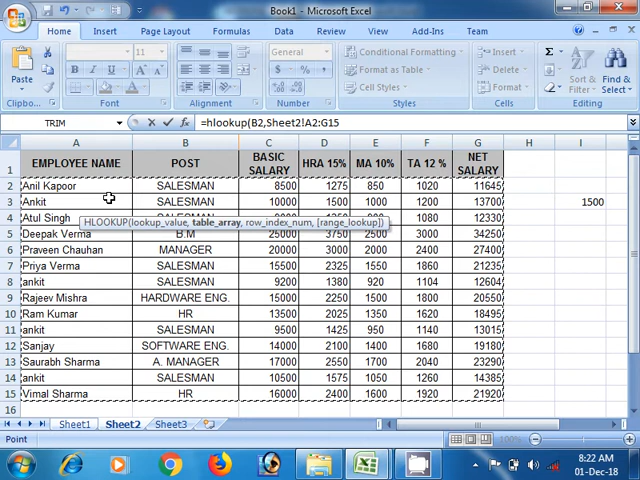 Book1 - Microsoft Excel
Home Insert Page Layout Formulas Data Review View Add-Ins Team
Paste
Clipboard
B I U
11
A A
Font
Alignment
General
$ % ,
Number
Conditional Formatting
Format as Table
Cell Styles
Styles
Insert
Delete
Format
Cells
Σ
Sort & Filter
Find & Select
Editing
TRIM fx =hlookup(B2,Sheet2!A2:G15
A B C D E F G H I
1 EMPLOYEE NAME POST BASIC SALARY HRA 15% MA 10% TA 12 % NET SALARY
2 Anil Kapoor SALESMAN 8500 1275 850 1020 11645
3 Ankit SALESMAN 10000 1500 1000 1200 13700 1500
4 Atul Singh SALESMAN 9000 1350 900 1080 12330
HLOOKUP(lookup_value, table_array, row_index_num, [range_lookup])
5 Deepak Verma B.M 25000 3750 2500 3000 34250
6 Praveen Chauhan MANAGER 20000 3000 2000 2400 27400
7 Priya Verma SALESMAN 15500 2325 1550 1860 21235
8 ankit SALESMAN 9200 1380 920 1104 12604
9 Rajeev Mishra HARDWARE ENG. 15000 2250 1500 1800 20550
10 Ram Kumar HR 13500 2025 1350 1620 18495
11 ankit SALESMAN 9500 1425 950 1140 13015
12 Sanjay SOFTWARE ENG. 14000 2100 1400 1680 19180
13 Saurabh Sharma A. MANAGER 17000 2550 1700 2040 23290
14 ankit SALESMAN 10500 1575 1050 1260 14385
15 Vimal Sharma HR 16000 2400 1600 1920 21920
16
Sheet1 Sheet2 Sheet3
Point 100%
8:22 AM
01-Dec-18